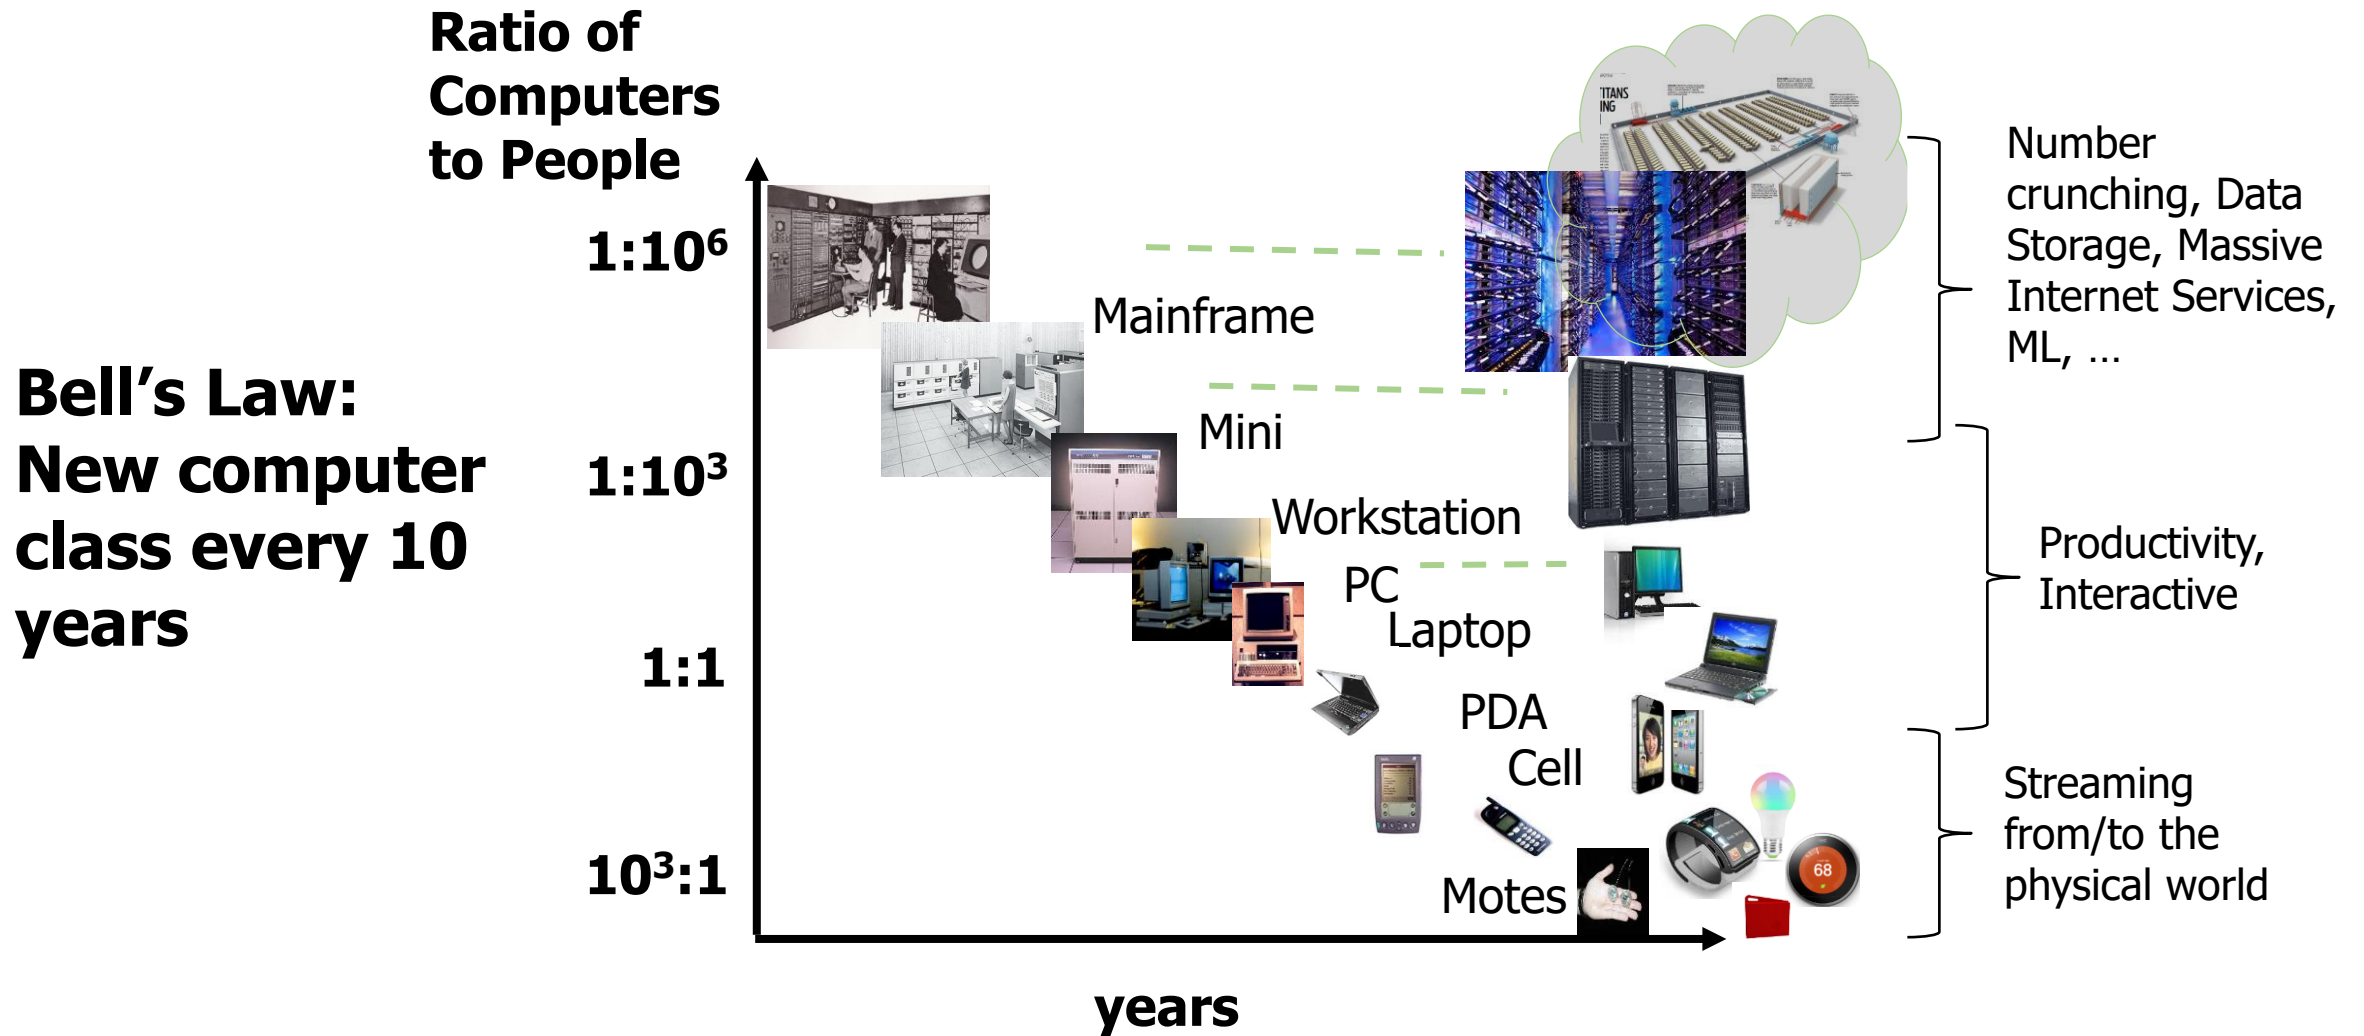 Ratio of
Computers
to People
1:10⁶
1:10³
1:1
10³:1
Bell’s Law:
New computer
class every 10
years
Mainframe
Mini
Workstation
PC
Laptop
PDA
Cell
Motes
years
TITANS
ING
68
Number
crunching, Data
Storage, Massive
Internet Services,
ML, …
Productivity,
Interactive
Streaming
from/to the
physical world